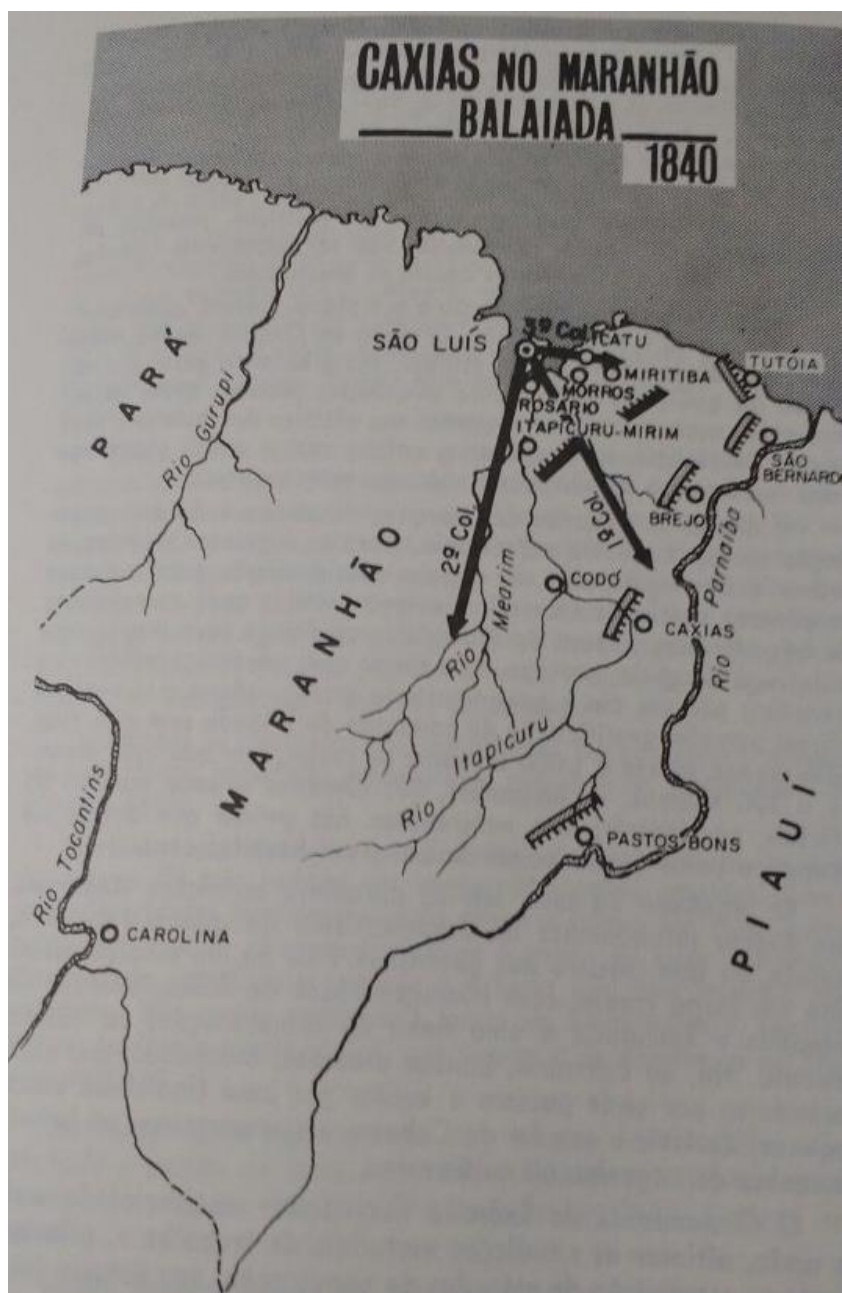 CAXIAS NO MARANHÃO
BALAIADA
1840
PARÁ
Rio Gurupi
SÃO LUÍS
3º Col.
ICATU
TUTÓIA
MIRITIBA
MORROS
ROSÁRIO
ITAPICURU-MIRIM
SÃO
BERNARDO
BREJO
1º Col.
2º Col.
Rio Parnaíba
MARANHÃO
Rio Mearim
CODÓ
CAXIAS
Rio Itapicuru
Rio Tocantins
PASTOS BONS
PIAUÍ
CAROLINA